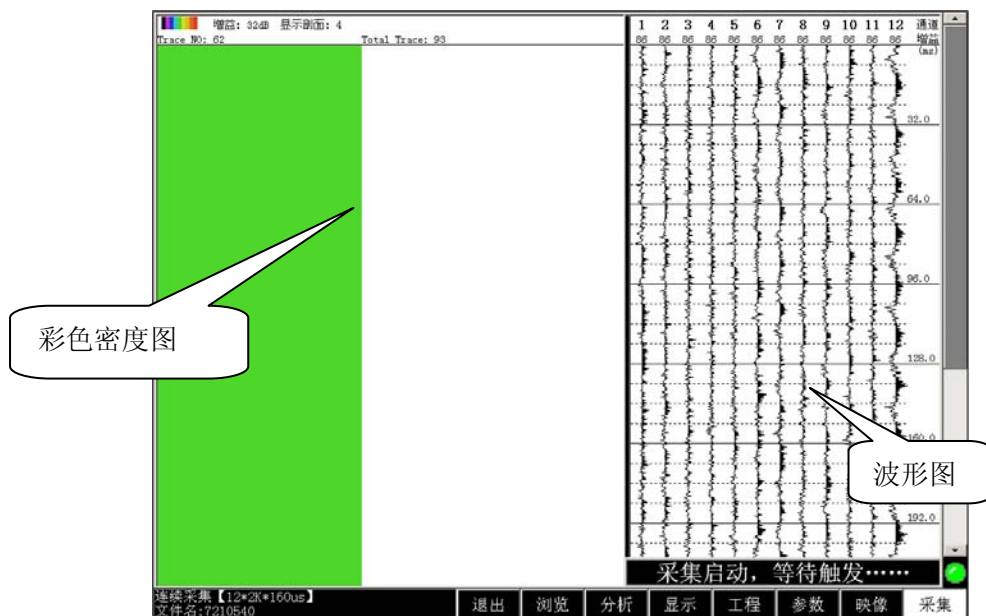 增益: 32dB 显示剖面: 4
Trace NO: 62 Total Trace: 93
1 2 3 4 5 6 7 8 9 10 11 12 通道
86 86 86 86 86 86 86 86 86 86 86 86 增益
(ms)
32.0
64.0
96.0
128.0
160.0
192.0
彩色密度图
波形图
采集启动, 等待触发……
连续采集【12*2K*160us】
文件名:7210540
退出 浏览 分析 显示 工程 参数 映像 采集